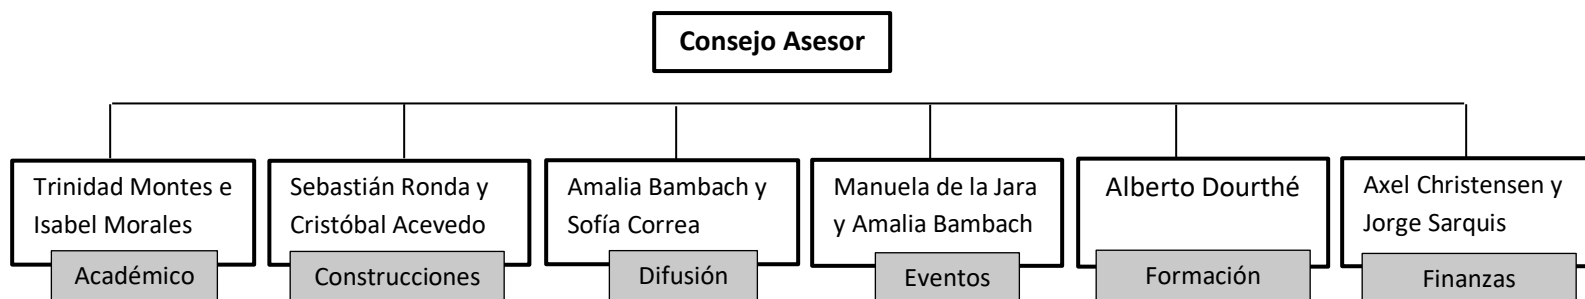 Consejo Asesor
Trinidad Montes e
Isabel Morales
Académico
Sebastián Ronda y
Cristóbal Acevedo
Construcciones
Amalia Bambach y
Sofía Correa
Difusión
Manuela de la Jara
y Amalia Bambach
Eventos
Alberto Dourthé
Formación
Axel Christensen y
Jorge Sarquis
Finanzas